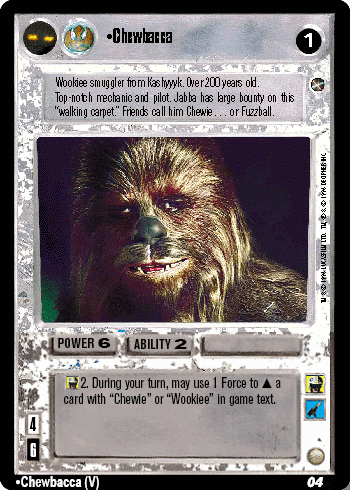 •Chewbacca
1
Wookiee smuggler from Kashyyyk. Over 200 years old.
Top-notch mechanic and pilot. Jabba has large bounty on this
"walking carpet." Friends call him Chewie . . . or Fuzzball.
POWER 6
ABILITY 2
2. During your turn, may use 1 Force to ▲ a
card with "Chewie" or "Wookiee" in game text.
4
6
•Chewbacca (V)
04